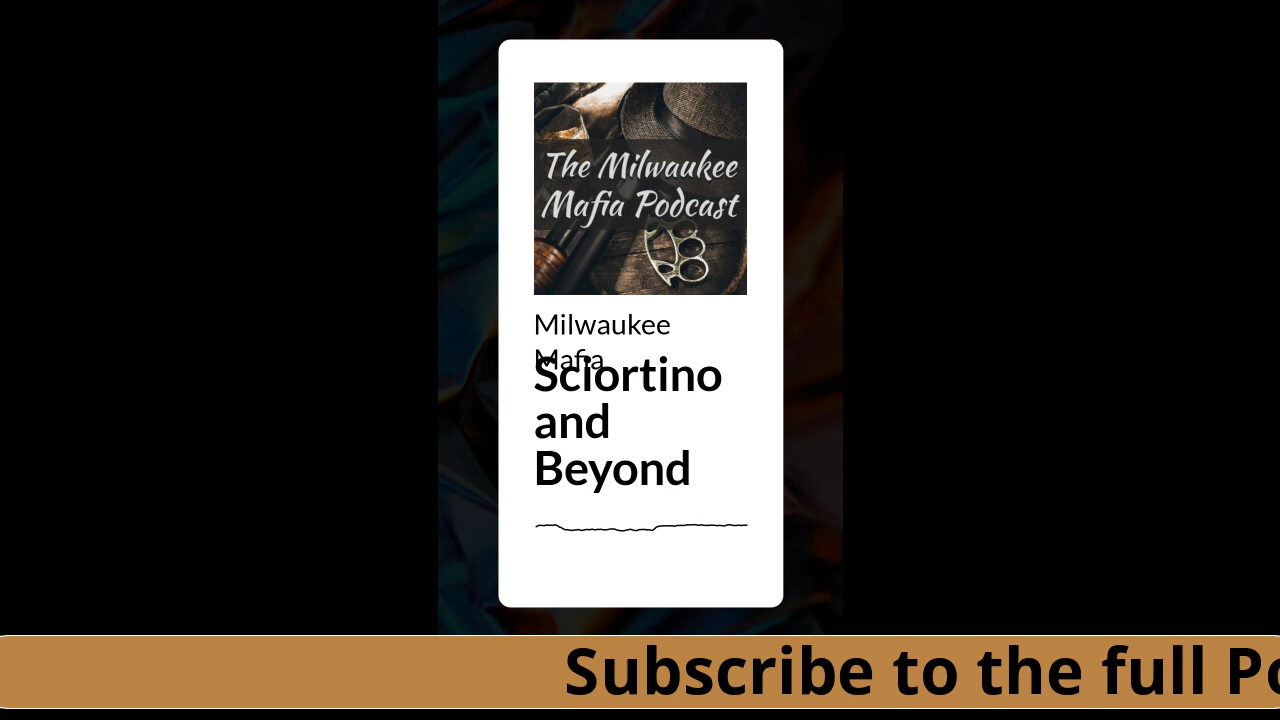 The Milwaukee
Mafia Podcast
Milwaukee
Mafia
Sciortino
and
Beyond
Subscribe to the full Po